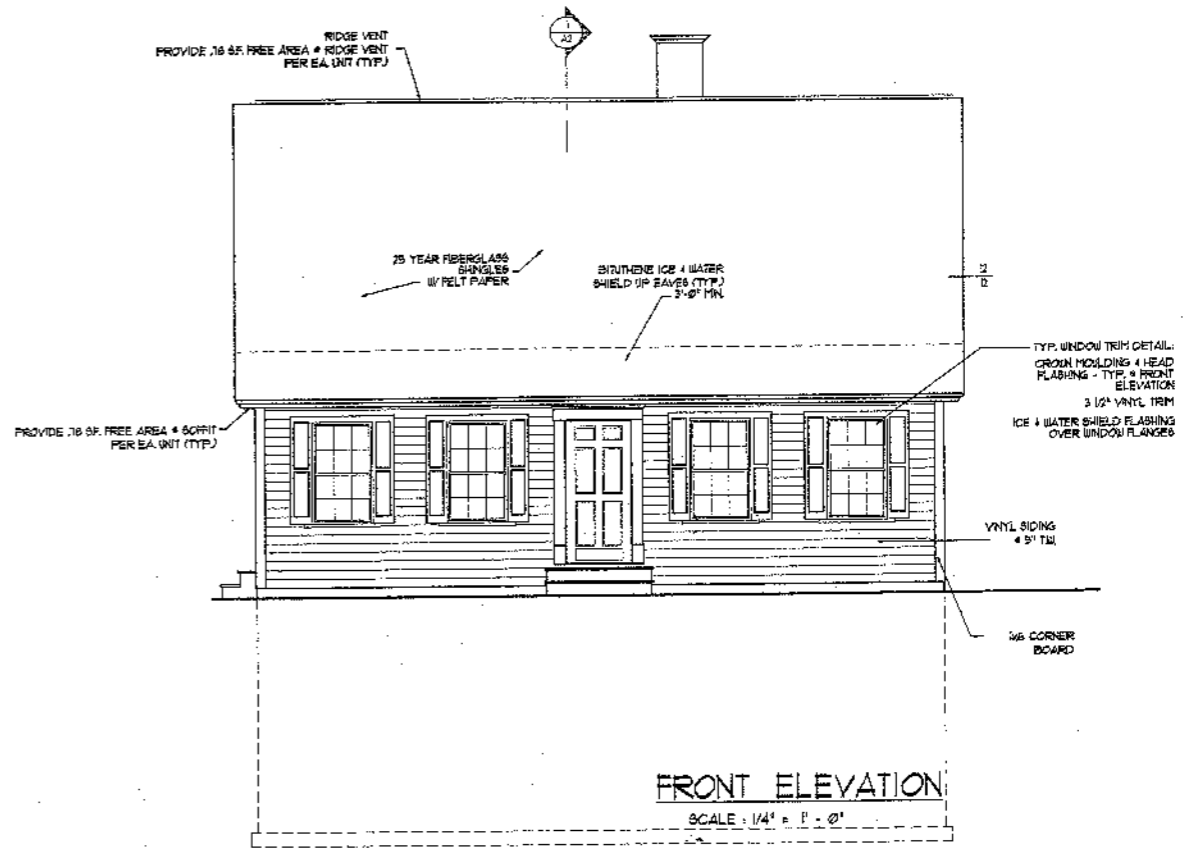 1
A2
RIDGE VENT
PROVIDE .76 SF. FREE AREA @ RIDGE VENT
PER EA. UNIT (TYP.)
25 YEAR FIBERGLASS
SHINGLES
W/ FELT PAPER
BITUTHENE ICE & WATER
SHIELD UP EAVES (TYP.)
3'-0" MIN.
12
12
TYP. WINDOW TRIM DETAIL:
CROWN MOULDING & HEAD
FLASHING - TYP. @ FRONT
ELEVATION
3 1/2" VINYL TRIM
ICE & WATER SHIELD FLASHING
OVER WINDOW FLANGES
PROVIDE .76 SF. FREE AREA @ SOFFIT
PER EA. UNIT (TYP.)
VINYL SIDING
@ 5" T.W.
CORNER
BOARD
FRONT ELEVATION
SCALE : 1/4" = 1' - 0"